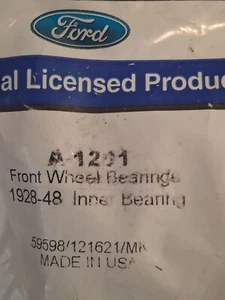 Ford
al Licensed Produc
A-1201
Front Wheel Bearings
1928-48 Inner Bearing
59598/121621/MK
MADE IN USA